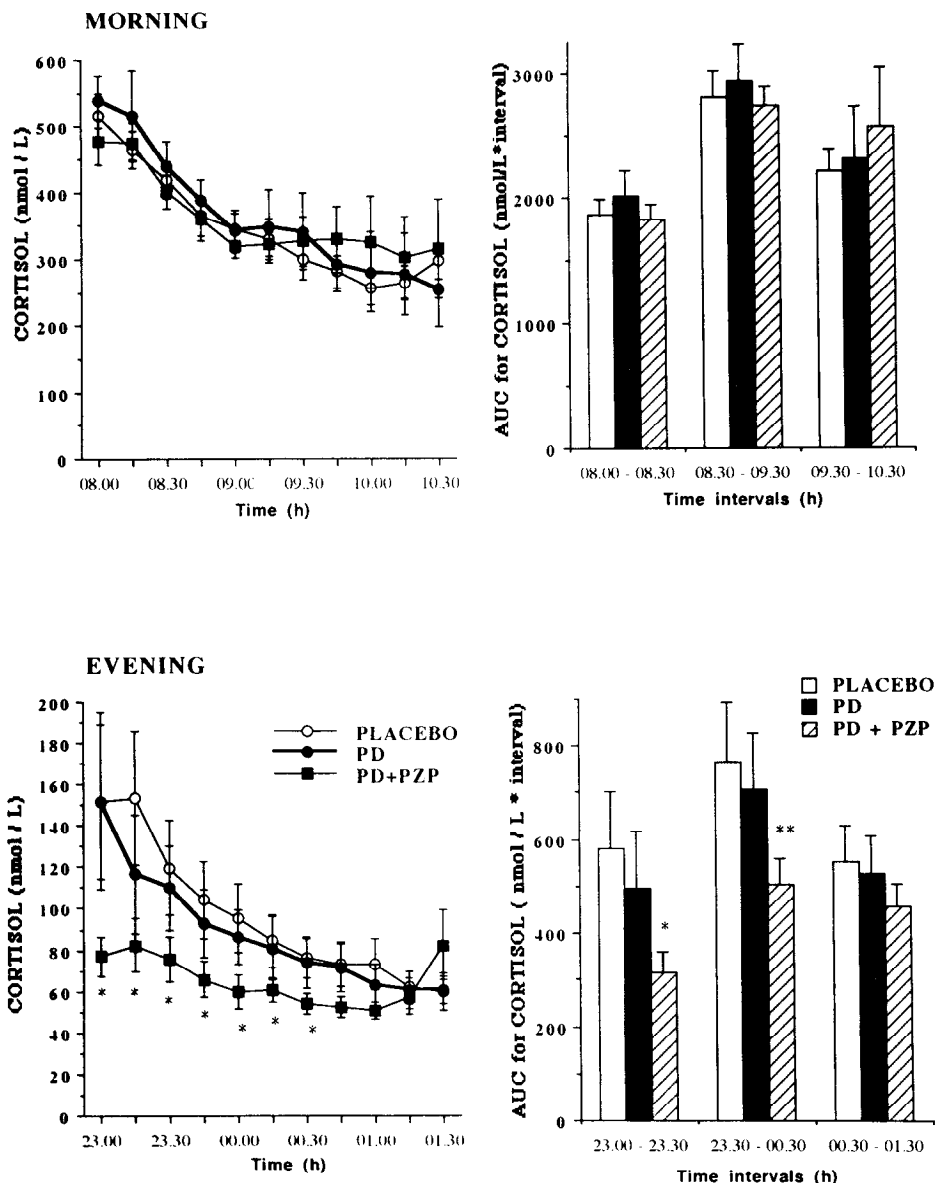 MORNING
CORTISOL (nmol / L)
600
500
400
300
200
100
0
08.00 08.30 09.00 09.30 10.00 10.30
Time (h)
AUC for CORTISOL (nmol/L*interval)
3000
2000
1000
0
08.00 - 08.30 08.30 - 09.30 09.30 - 10.30
Time intervals (h)
EVENING
CORTISOL (nmol / L)
200
180
160
140
120
100
80
60
40
20
0
PLACEBO
PD
PD+PZP
* * * * * * *
23.00 23.30 00.00 00.30 01.00 01.30
Time (h)
PLACEBO
PD
PD + PZP
AUC for CORTISOL ( nmol / L * interval)
800
600
400
200
0
*
**
23.00 - 23.30 23.30 - 00.30 00.30 - 01.30
Time intervals (h)